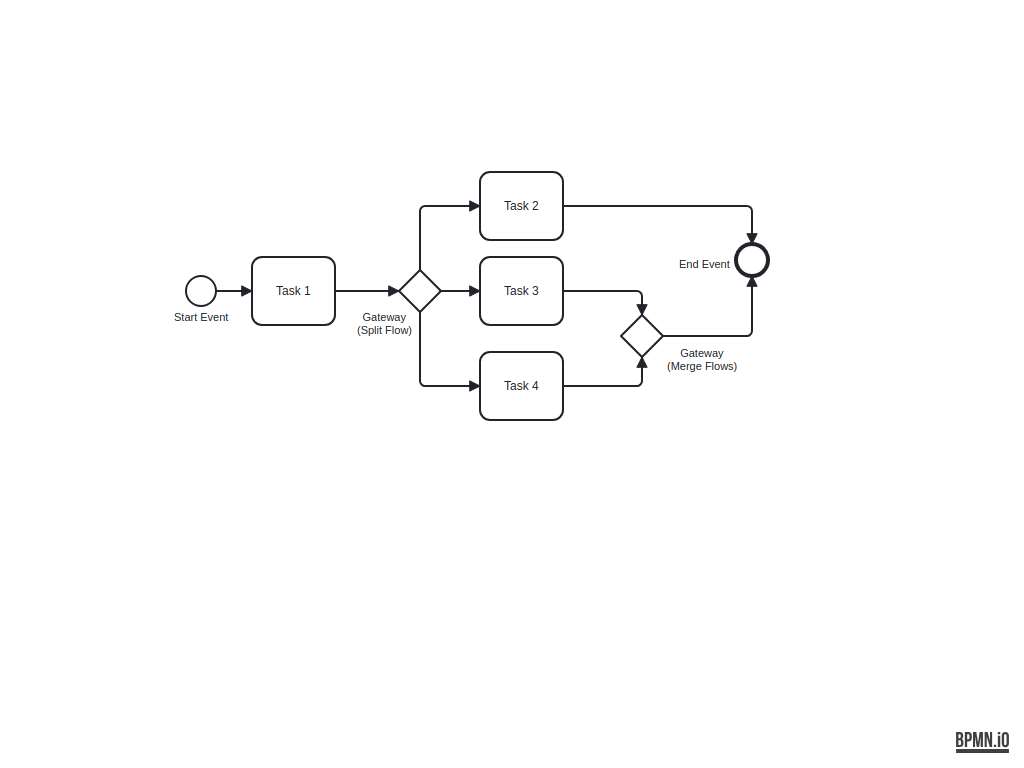 Task 2
End Event
Start Event
Task 1
Gateway
(Split Flow)
Task 3
Gateway
(Merge Flows)
Task 4
BPMN.iO